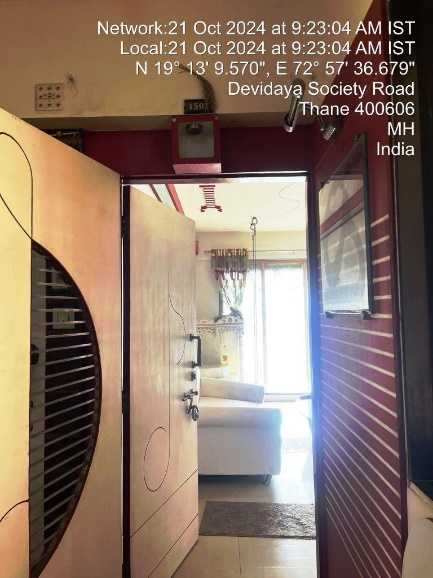 Network:21 Oct 2024 at 9:23:04 AM IST
Local:21 Oct 2024 at 9:23:04 AM IST
N 19° 13' 9.570", E 72° 57' 36.679"
Devidaya Society Road
Thane 400606
MH
India
150